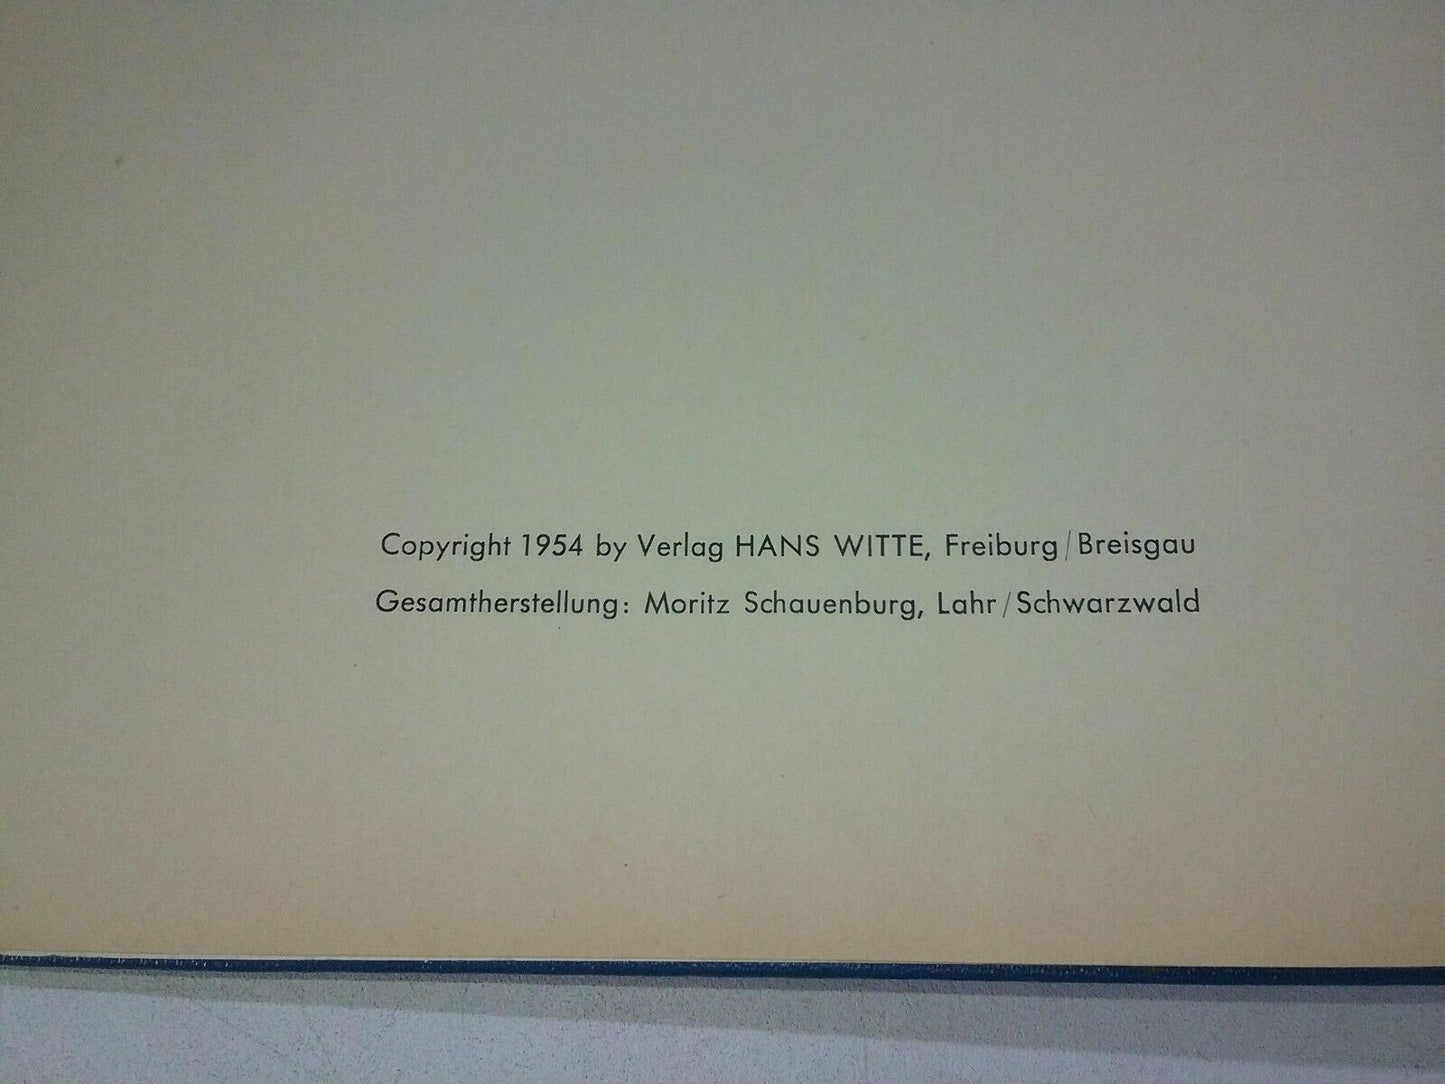 Copyright 1954 by Verlag HANS WITTE, Freiburg/Breisgau
Gesamtherstellung: Moritz Schauenburg, Lahr/Schwarzwald